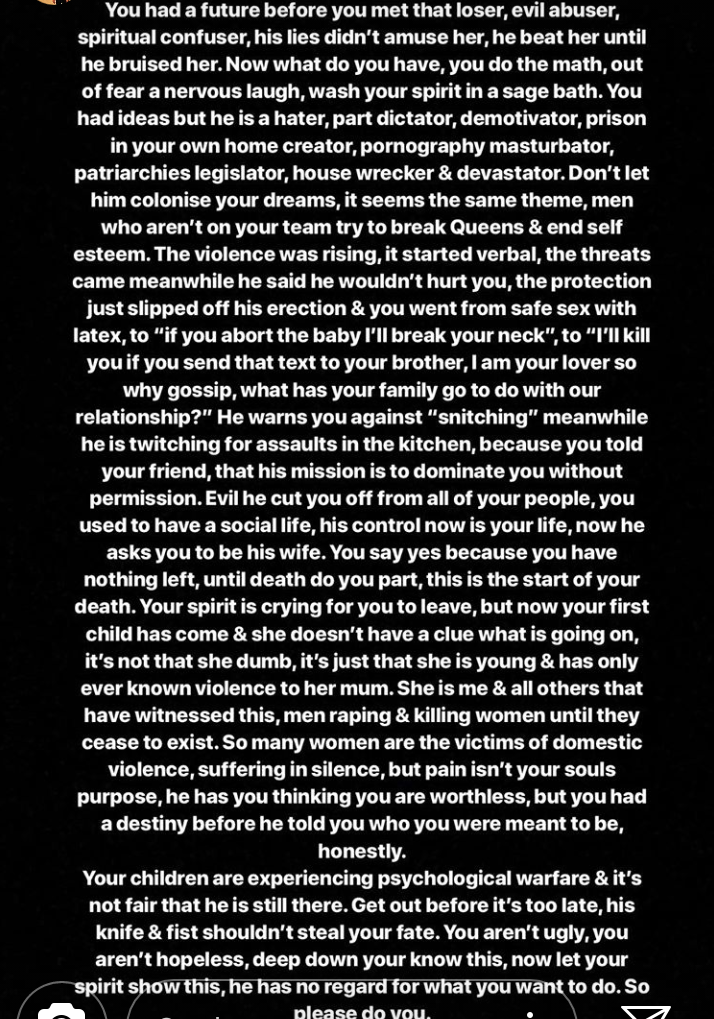 You had a future before you met that loser, evil abuser,
spiritual confuser, his lies didn’t amuse her, he beat her until
he bruised her. Now what do you have, you do the math, out
of fear a nervous laugh, wash your spirit in a sage bath. You
had ideas but he is a hater, part dictator, demotivator, prison
in your own home creator, pornography masturbator,
patriarchies legislator, house wrecker & devastator. Don’t let
him colonise your dreams, it seems the same theme, men
who aren’t on your team try to break Queens & end self
esteem. The violence was rising, it started verbal, the threats
came meanwhile he said he wouldn’t hurt you, the protection
just slipped off his erection & you went from safe sex with
latex, to “if you abort the baby I’ll break your neck”, to “I’ll kill
you if you send that text to your brother, I am your lover so
why gossip, what has your family go to do with our
relationship?” He warns you against “snitching” meanwhile
he is twitching for assaults in the kitchen, because you told
your friend, that his mission is to dominate you without
permission. Evil he cut you off from all of your people, you
used to have a social life, his control now is your life, now he
asks you to be his wife. You say yes because you have
nothing left, until death do you part, this is the start of your
death. Your spirit is crying for you to leave, but now your first
child has come & she doesn’t have a clue what is going on,
it’s not that she dumb, it’s just that she is young & has only
ever known violence to her mum. She is me & all others that
have witnessed this, men raping & killing women until they
cease to exist. So many women are the victims of domestic
violence, suffering in silence, but pain isn’t your souls
purpose, he has you thinking you are worthless, but you had
a destiny before he told you who you were meant to be,
honestly.
Your children are experiencing psychological warfare & it’s
not fair that he is still there. Get out before it’s too late, his
knife & fist shouldn’t steal your fate. You aren’t ugly, you
aren’t hopeless, deep down your know this, now let your
spirit show this, he has no regard for what you want to do. So
please do you.